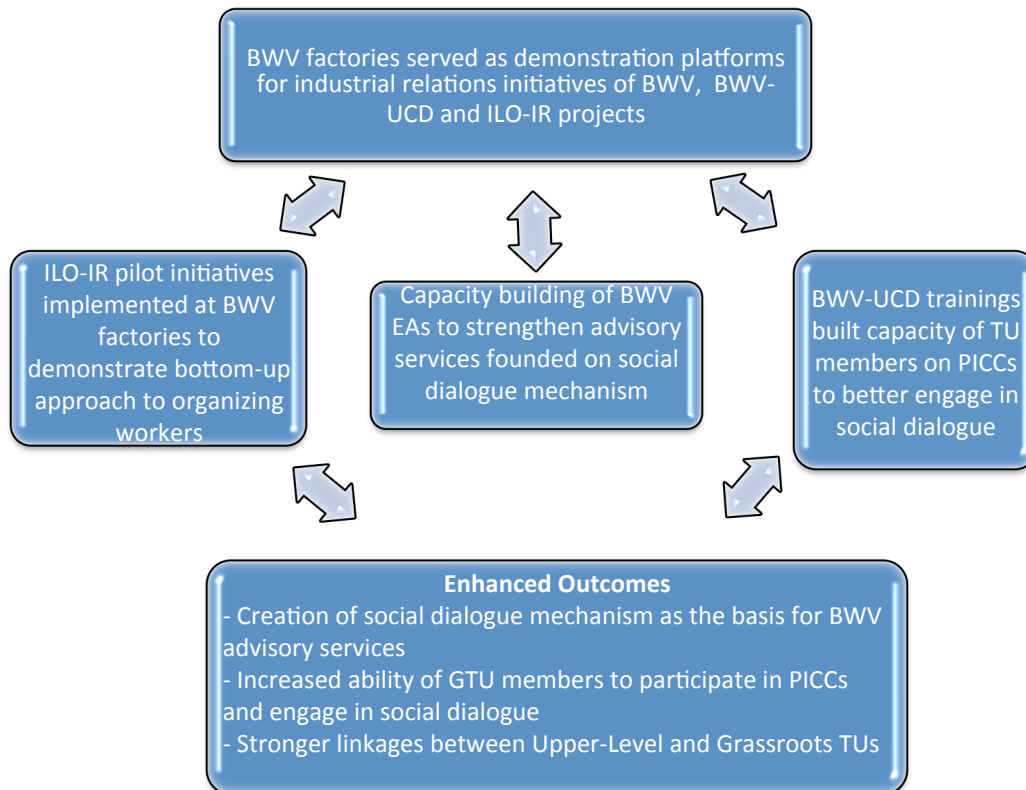 BWV factories served as demonstration platforms
for industrial relations initiatives of BWV,  BWV-
UCD and ILO-IR projects
ILO-IR pilot initiatives
implemented at BWV
factories to
demonstrate bottom-up
approach to organizing
workers
Capacity building of BWV
EAs to strengthen advisory
services founded on social
dialogue mechanism
BWV-UCD trainings
built capacity of TU
members on PICCs
to better engage in
social dialogue
Enhanced Outcomes
- Creation of social dialogue mechanism as the basis for BWV
advisory services
- Increased ability of GTU members to participate in PICCs
and engage in social dialogue
- Stronger linkages between Upper-Level and Grassroots TUs